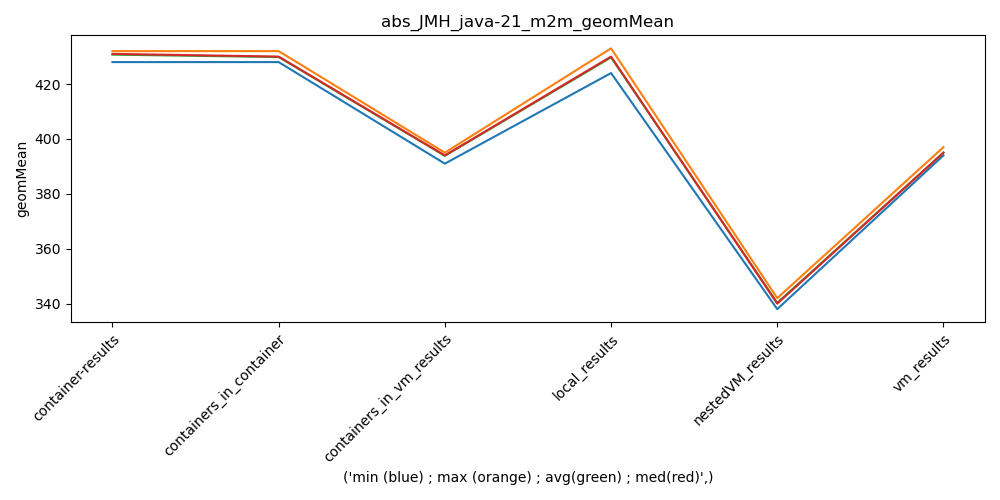 abs_JMH_java-21_m2m_geomMean
geomMean
420
400
380
360
340
container-results
containers_in_container
containers_in_vm_results
local_results
nestedVM_results
vm_results
('min (blue) ; max (orange) ; avg(green) ; med(red)',)